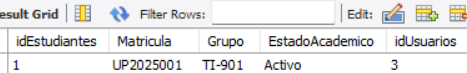 Result Grid Filter Rows: Edit:
idEstudiantes Matricula Grupo EstadoAcademico idUsuarios
1 UP2025001 TI-901 Activo 3